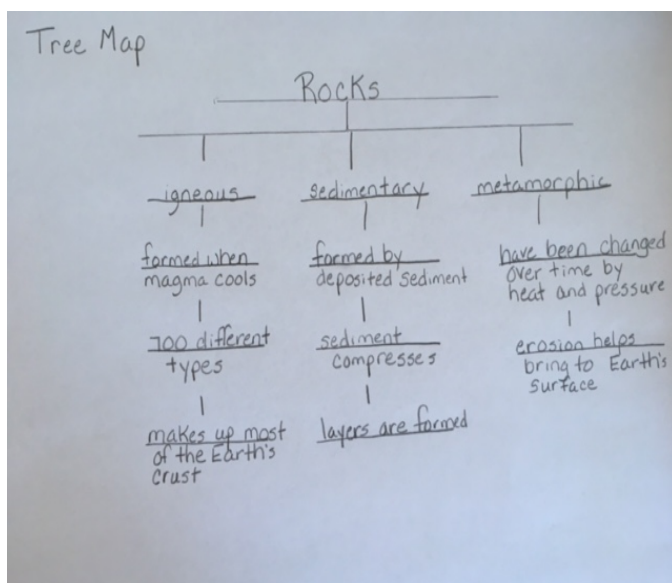 Tree Map
Rocks
igneous
formed when
magma cools
700 different
types
makes up most
of the Earth's
crust
sedimentary
formed by
deposited sediment
sediment
compresses
layers are formed
metamorphic
have been changed
over time by
heat and pressure
erosion helps
bring to Earth's
surface